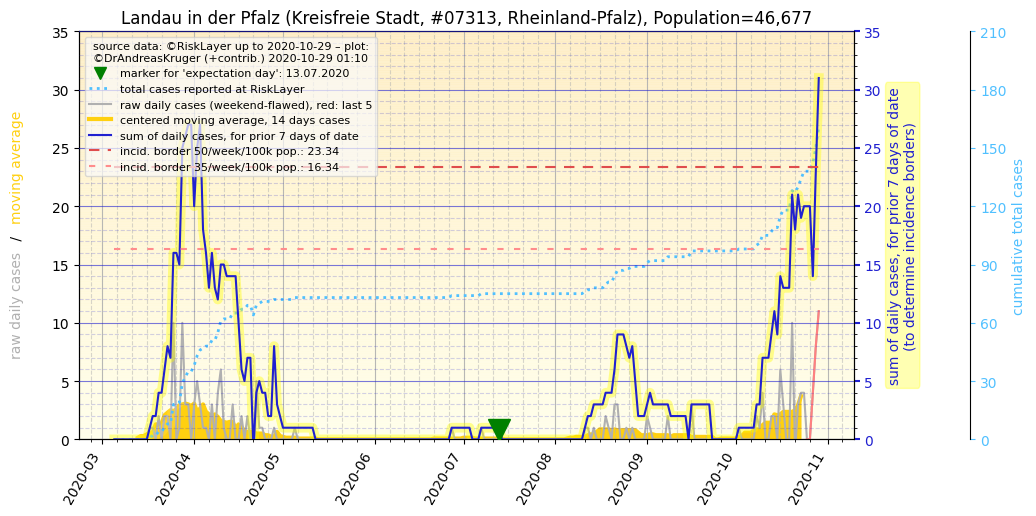 Landau in der Pfalz (Kreisfreie Stadt, #07313, Rheinland-Pfalz), Population=46,677
source data: ©RiskLayer up to 2020-10-29 – plot:
©DrAndreasKruger (+contrib.) 2020-10-29 01:10
marker for 'expectation day': 13.07.2020
total cases reported at RiskLayer
raw daily cases (weekend-flawed), red: last 5
centered moving average, 14 days cases
sum of daily cases, for prior 7 days of date
incid. border 50/week/100k pop.: 23.34
incid. border 35/week/100k pop.: 16.34
raw daily cases / moving average
35
30
25
20
15
10
5
0
35
30
25
20
15
10
5
0
sum of daily cases, for prior 7 days of date
(to determine incidence borders)
210
180
150
120
90
60
30
0
cumulative total cases
2020-03
2020-04
2020-05
2020-06
2020-07
2020-08
2020-09
2020-10
2020-11